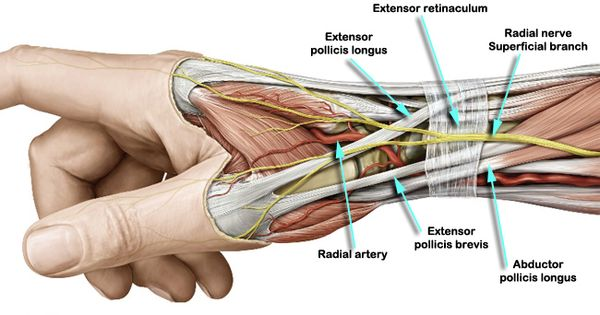 Extensor retinaculum
Extensor
pollicis longus
Radial nerve
Superficial branch
Radial artery
Extensor
pollicis brevis
Abductor
pollicis longus